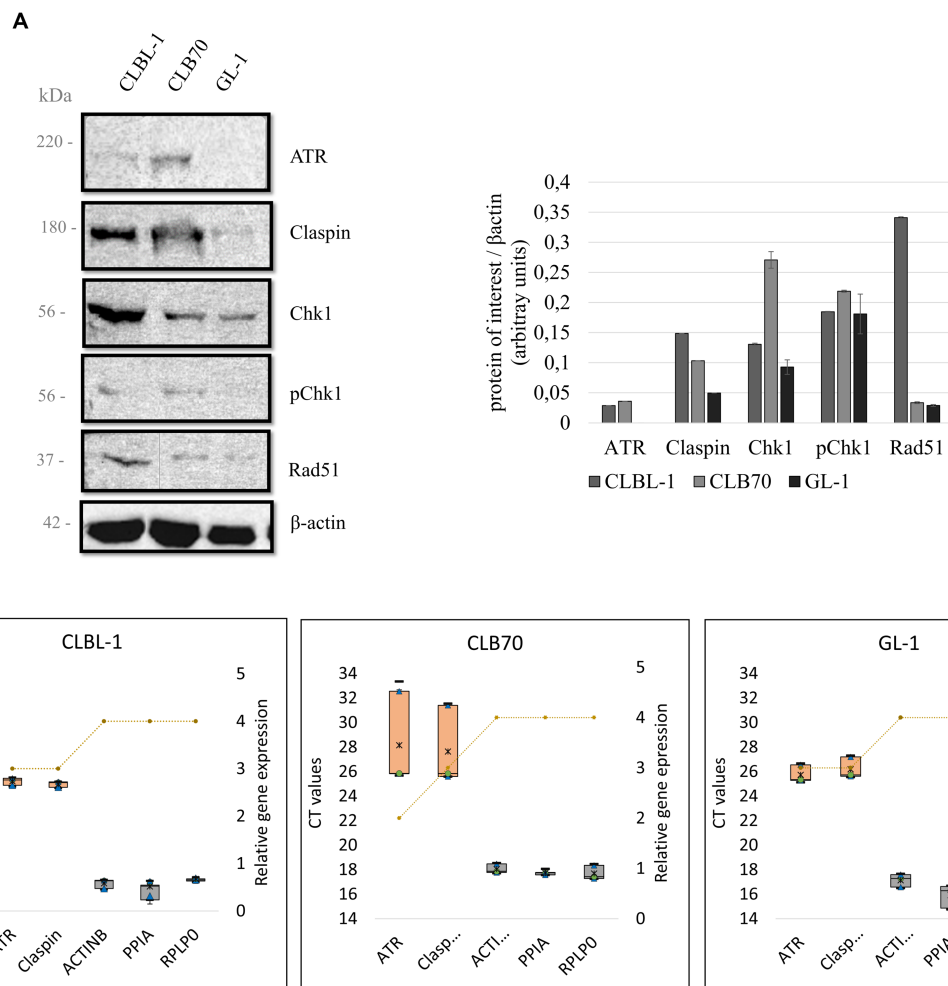 A
CLBL-1
CLB70
GL-1
kDa
220 -
ATR
180 -
Claspin
56 -
Chk1
56 -
pChk1
37 -
Rad51
42 -
β-actin
protein of interest / βactin
(arbitray units)
0,4
0,35
0,3
0,25
0,2
0,15
0,1
0,05
0
ATR Claspin Chk1 pChk1 Rad51
CLBL-1 CLB70 GL-1
CLBL-1
5
4
3
2
1
0
Relative gene expression
TR
Claspin
ACTINB
PPIA
RPLP0
CLB70
CT values
34
32
30
28
26
24
22
20
18
16
14
5
4
3
2
1
0
Relative gene epression
ATR
Clasp...
ACTI...
PPIA
RPLP0
GL-1
CT values
34
32
30
28
26
24
22
20
18
16
14
ATR
Clasp...
ACTI...
PPIA